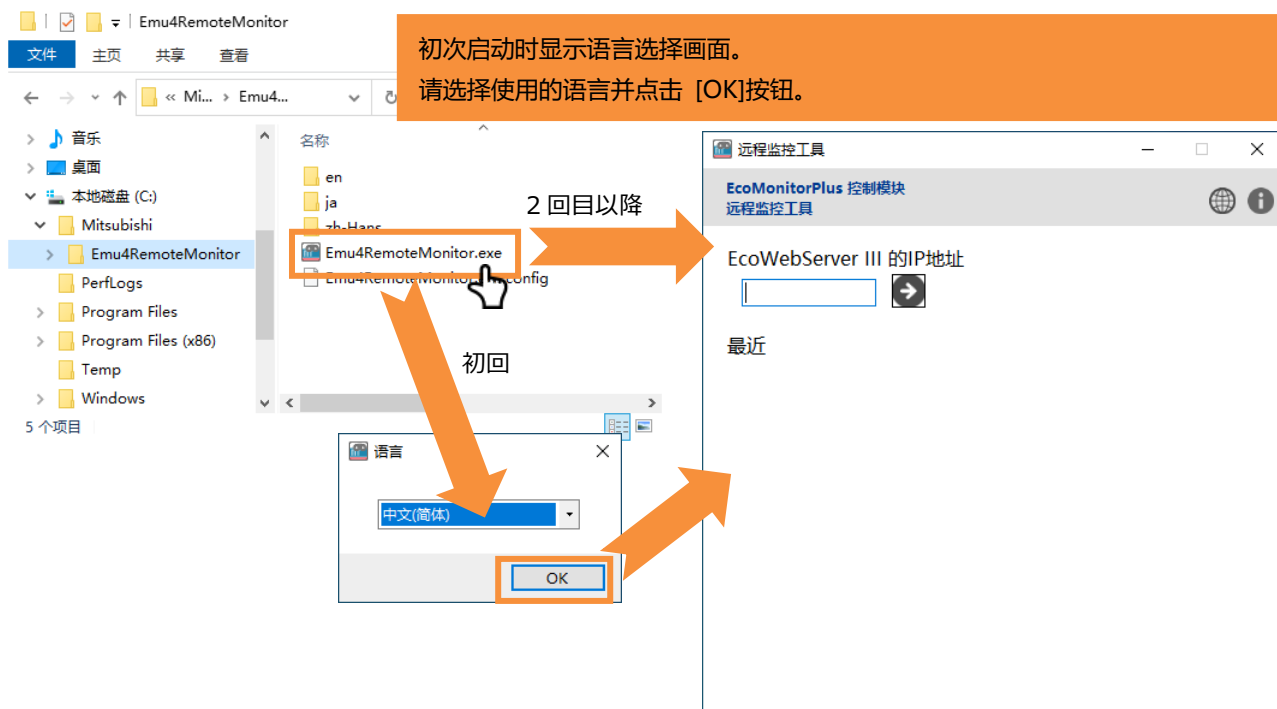 Emu4RemoteMonitor
文件 主页 共享 查看
« Mi... › Emu4...
初次启动时显示语言选择画面。
请选择使用的语言并点击 [OK]按钮。
音乐
桌面
本地磁盘 (C:)
Mitsubishi
Emu4RemoteMonitor
PerfLogs
Program Files
Program Files (x86)
Temp
Windows
5 个项目
名称
en
ja
zh-Hans
Emu4RemoteMonitor.exe
2 回目以降
初回
语言
中文(简体)
OK
远程监控工具
EcoMonitorPlus 控制模块
远程监控工具
EcoWebServer III 的IP地址
最近